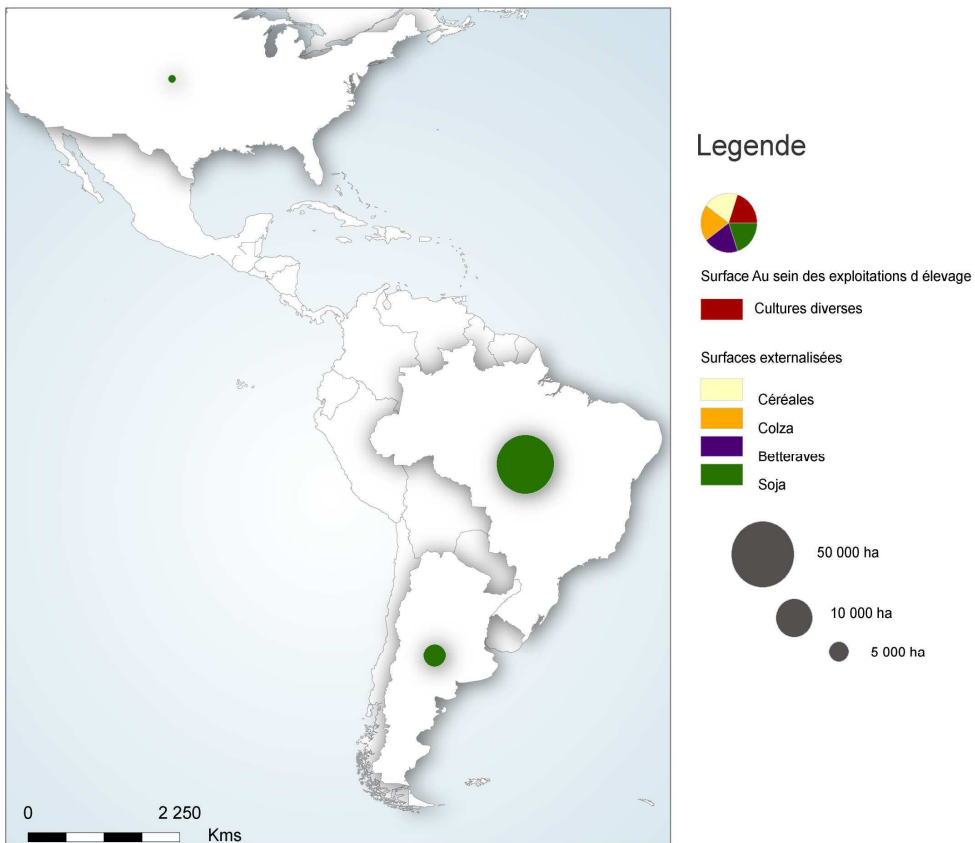 Legende
Surface Au sein des exploitations d élevage
Cultures diverses
Surfaces externalisées
Céréales
Colza
Betteraves
Soja
50 000 ha
10 000 ha
5 000 ha
0 2 250
Kms